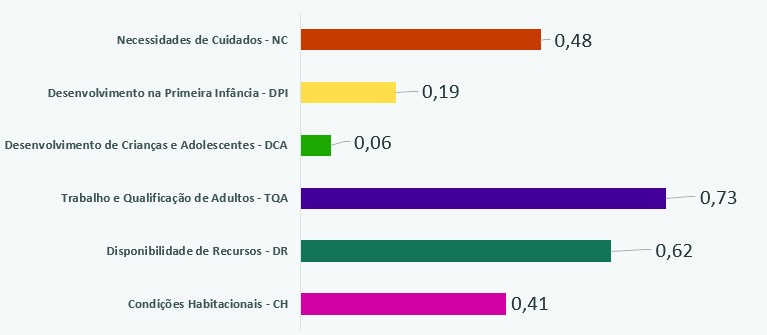 Necessidades de Cuidados - NC 0,48
Desenvolvimento na Primeira Infância - DPI 0,19
Desenvolvimento de Crianças e Adolescentes - DCA 0,06
Trabalho e Qualificação de Adultos - TQA 0,73
Disponibilidade de Recursos - DR 0,62
Condições Habitacionais - CH 0,41